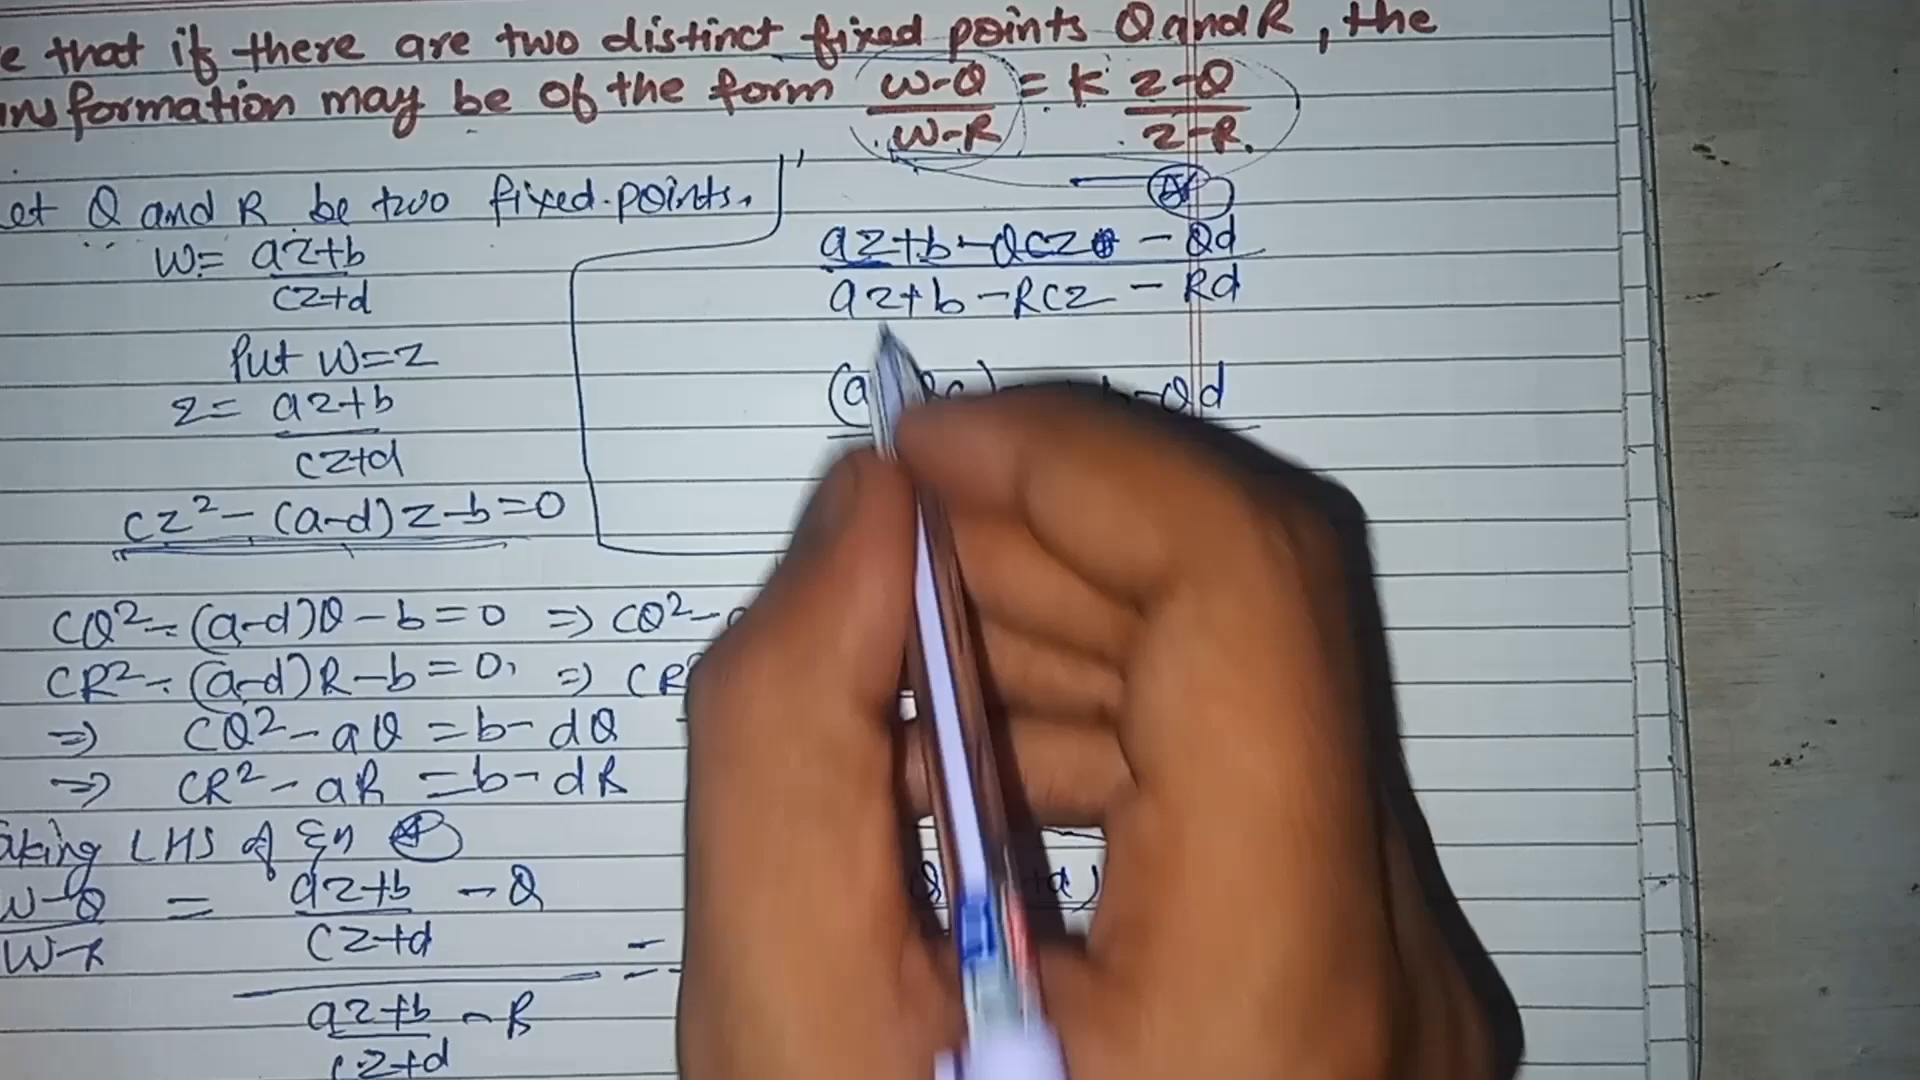 e that if there are two distinct fixed points Q and R, the
nsformation may be of the form w-Q/w-R = K z-Q/z-R
et Q and R be two fixed points.
w = az+b/cz+d
Put w=z
z = az+b/cz+d
cz²-(a-d)z-b=0
cQ²-(a-d)Q-b=0 => cQ²-
cR²-(a-d)R-b=0, => cR
=> cQ²-aQ = b-dQ
=> cR²-aR = b-dR
aking LHS of Eqn
w-Q/w-R = az+b/cz+d - Q
az+b/cz+d - R
=
az+b-Qcz-Qd
az+b-Rcz-Rd
(a
-Qd